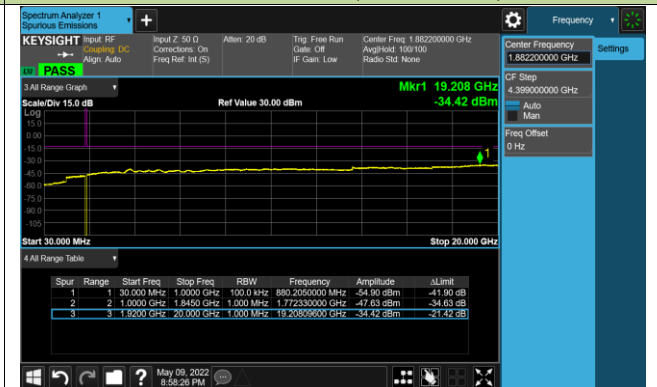 Spectrum Analyzer 1
Spurious Emissions
Frequency
KEYSIGHT
Input: RF
Coupling: DC
Align: Auto
Input Z: 50 Ω
Corrections: On
Freq Ref: Int (S)
Atten: 20 dB
Trig: Free Run
Gate: Off
IF Gain: Low
Center Freq: 1.882200000 GHz
Avg|Hold: 100/100
Radio Std: None
PASS
Center Frequency
1.882200000 GHz
Settings
CF Step
4.399000000 GHz
Auto
Man
Freq Offset
0 Hz
3 All Range Graph
Mkr1 19.208 GHz
Scale/Div 15.0 dB
Ref Value 30.00 dBm
-34.42 dBm
Log
15.0
0.00
-15.0
-30.0
-45.0
-60.0
-75.0
-90.0
-105
1
Start 30.000 MHz
Stop 20.000 GHz
4 All Range Table
Spur Range Start Freq Stop Freq RBW Frequency Amplitude ΔLimit
1 1 30.000 MHz 1.0000 GHz 100.0 kHz 880.2050000 MHz -54.90 dBm -41.90 dB
2 2 1.0000 GHz 1.8450 GHz 1.000 MHz 1.772330000 GHz -47.63 dBm -34.63 dB
3 3 1.9200 GHz 20.000 GHz 1.000 MHz 19.20809600 GHz -34.42 dBm -21.42 dB
May 09, 2022
8:58:26 PM